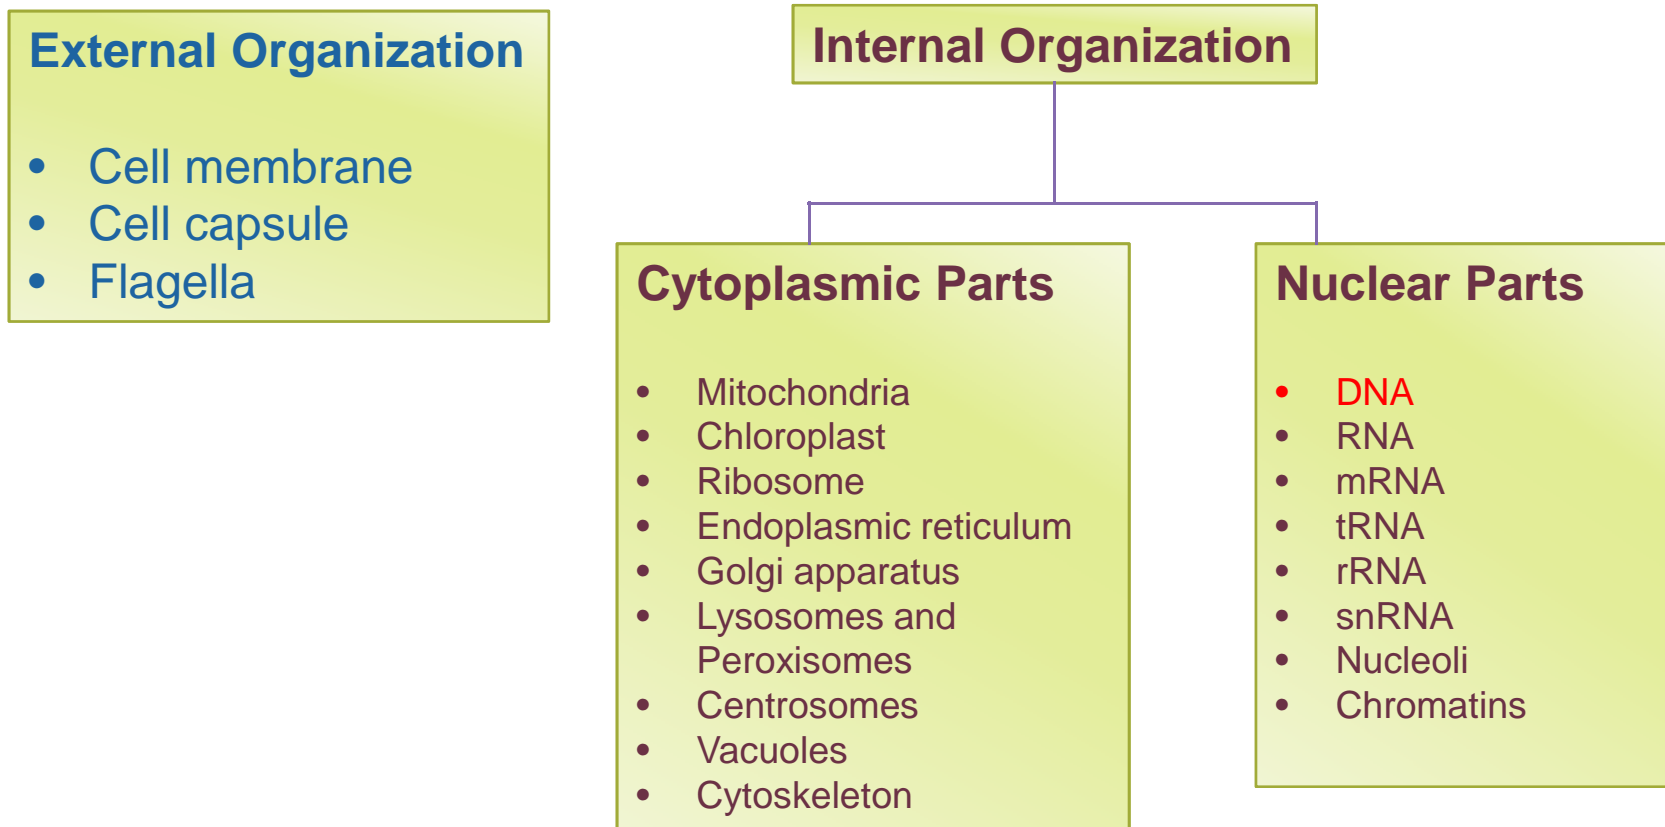 External Organization
• Cell membrane
• Cell capsule
• Flagella
Internal Organization
Cytoplasmic Parts
• Mitochondria
• Chloroplast
• Ribosome
• Endoplasmic reticulum
• Golgi apparatus
• Lysosomes and
Peroxisomes
• Centrosomes
• Vacuoles
• Cytoskeleton
Nuclear Parts
• DNA
• RNA
• mRNA
• tRNA
• rRNA
• snRNA
• Nucleoli
• Chromatins